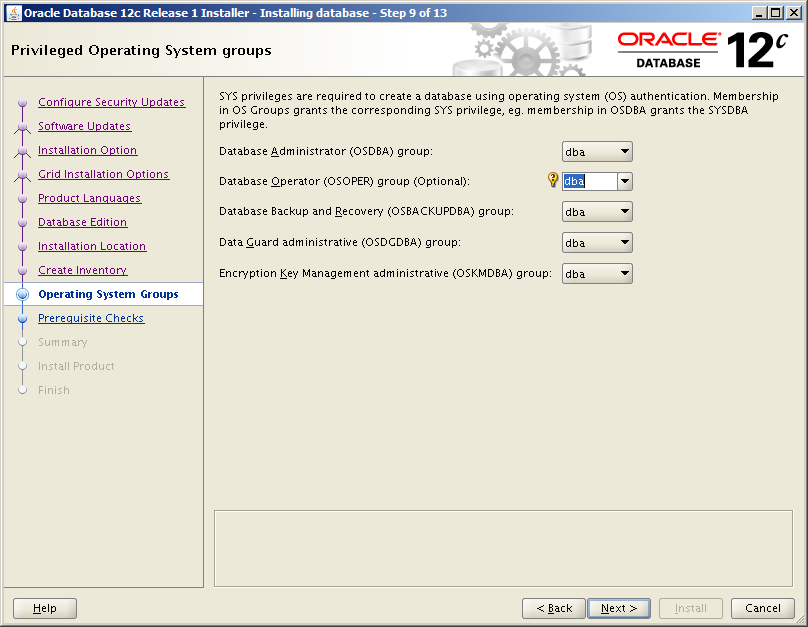 Oracle Database 12c Release 1 Installer - Installing database - Step 9 of 13
Privileged Operating System groups
ORACLE®
DATABASE
12c
Configure Security Updates
Software Updates
Installation Option
Grid Installation Options
Product Languages
Database Edition
Installation Location
Create Inventory
Operating System Groups
Prerequisite Checks
Summary
Install Product
Finish
SYS privileges are required to create a database using operating system (OS) authentication. Membership
in OS Groups grants the corresponding SYS privilege, eg. membership in OSDBA grants the SYSDBA
privilege.
Database Administrator (OSDBA) group: dba
Database Operator (OSOPER) group (Optional): dba
Database Backup and Recovery (OSBACKUPDBA) group: dba
Data Guard administrative (OSDGDBA) group: dba
Encryption Key Management administrative (OSKMDBA) group: dba
Help < Back Next > Install Cancel